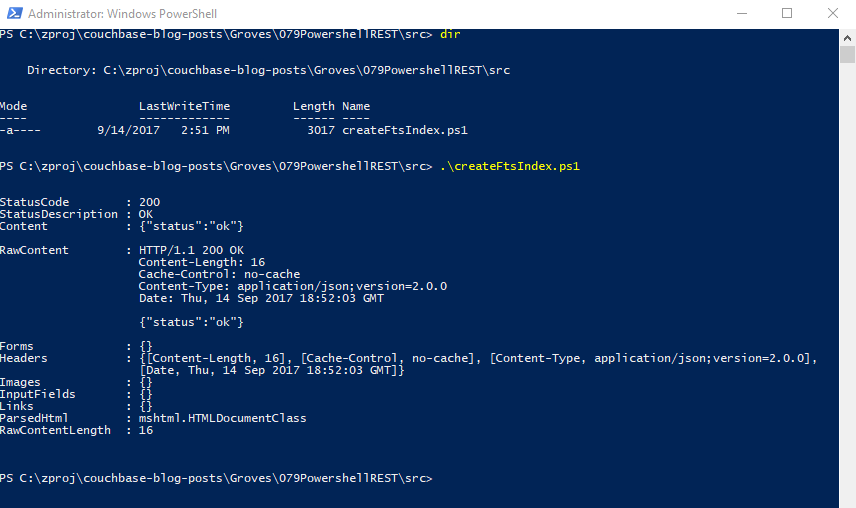 Administrator: Windows PowerShell
PS C:\zproj\couchbase-blog-posts\Groves\079PowershellREST\src> dir
Directory: C:\zproj\couchbase-blog-posts\Groves\079PowershellREST\src
Mode LastWriteTime Length Name
---- ------------- ------ ----
-a---- 9/14/2017 2:51 PM 3017 createFtsIndex.ps1
PS C:\zproj\couchbase-blog-posts\Groves\079PowershellREST\src> .\createFtsIndex.ps1
StatusCode : 200
StatusDescription : OK
Content : {"status":"ok"}
RawContent : HTTP/1.1 200 OK
Content-Length: 16
Cache-Control: no-cache
Content-Type: application/json;version=2.0.0
Date: Thu, 14 Sep 2017 18:52:03 GMT
{"status":"ok"}
Forms : {}
Headers : {[Content-Length, 16], [Cache-Control, no-cache], [Content-Type, application/json;version=2.0.0],
[Date, Thu, 14 Sep 2017 18:52:03 GMT]}
Images : {}
InputFields : {}
Links : {}
ParsedHtml : mshtml.HTMLDocumentClass
RawContentLength : 16
PS C:\zproj\couchbase-blog-posts\Groves\079PowershellREST\src>